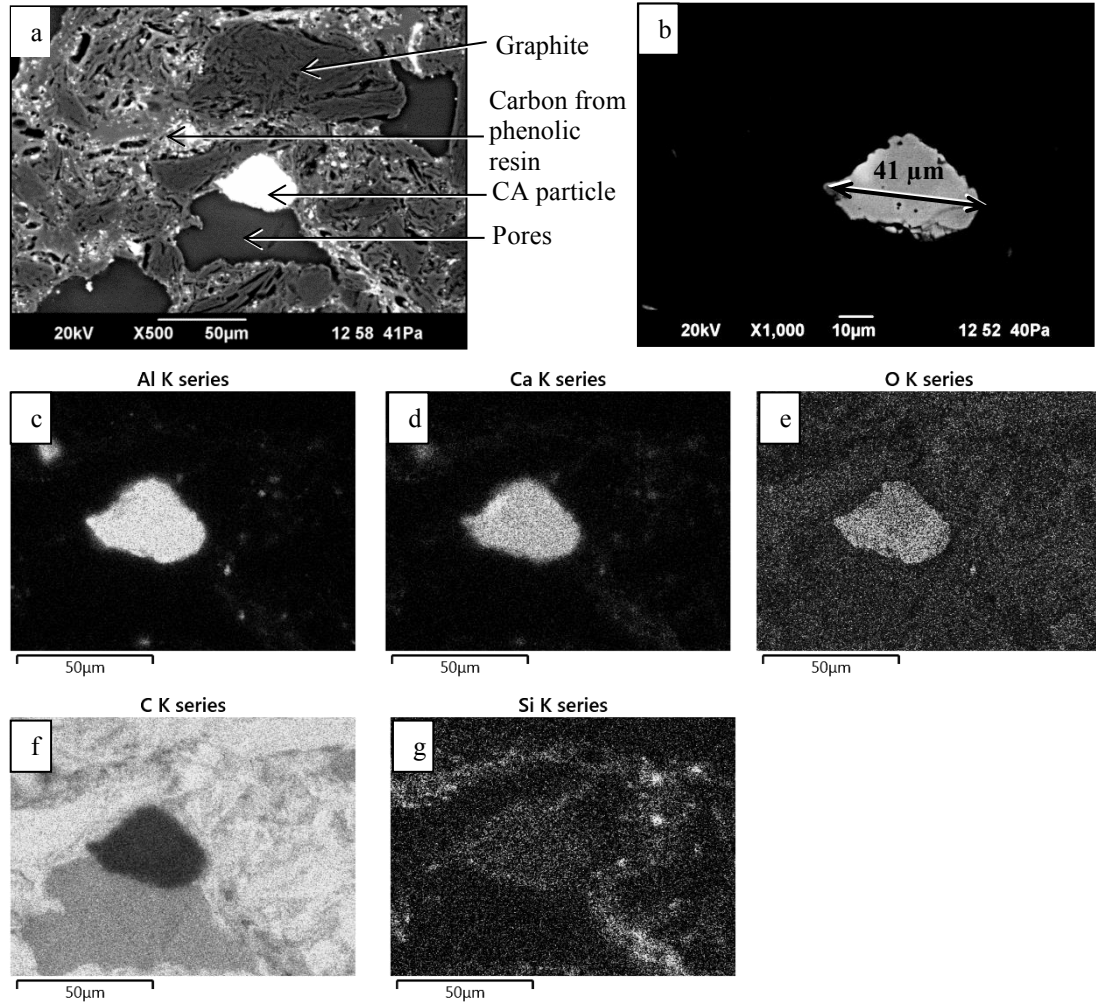 a
Graphite
Carbon from
phenolic
resin
CA particle
Pores
20kV X500 50µm 12 58 41Pa
b
41 µm
20kV X1,000 10µm 12 52 40Pa
Al K series
c
50µm
Ca K series
d
50µm
O K series
e
50µm
C K series
f
50µm
Si K series
g
50µm